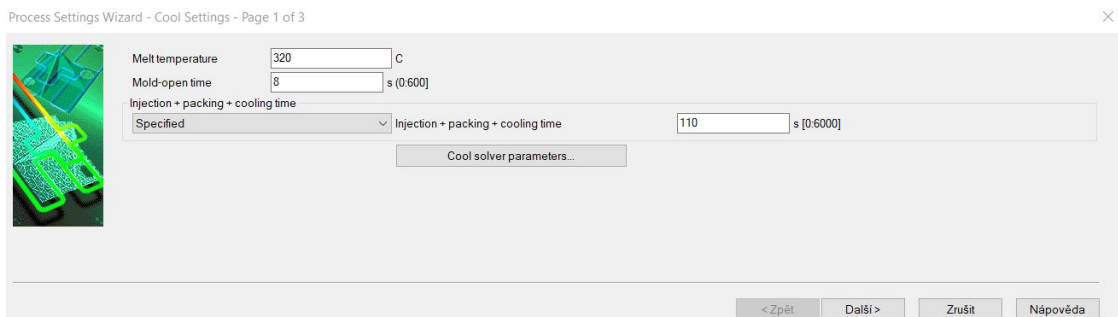 Process Settings Wizard - Cool Settings - Page 1 of 3
Melt temperature 320 C
Mold-open time 8 s (0:600]
Injection + packing + cooling time
Specified Injection + packing + cooling time 110 s [0:6000]
Cool solver parameters...
< Zpět Další > Zrušit Nápověda